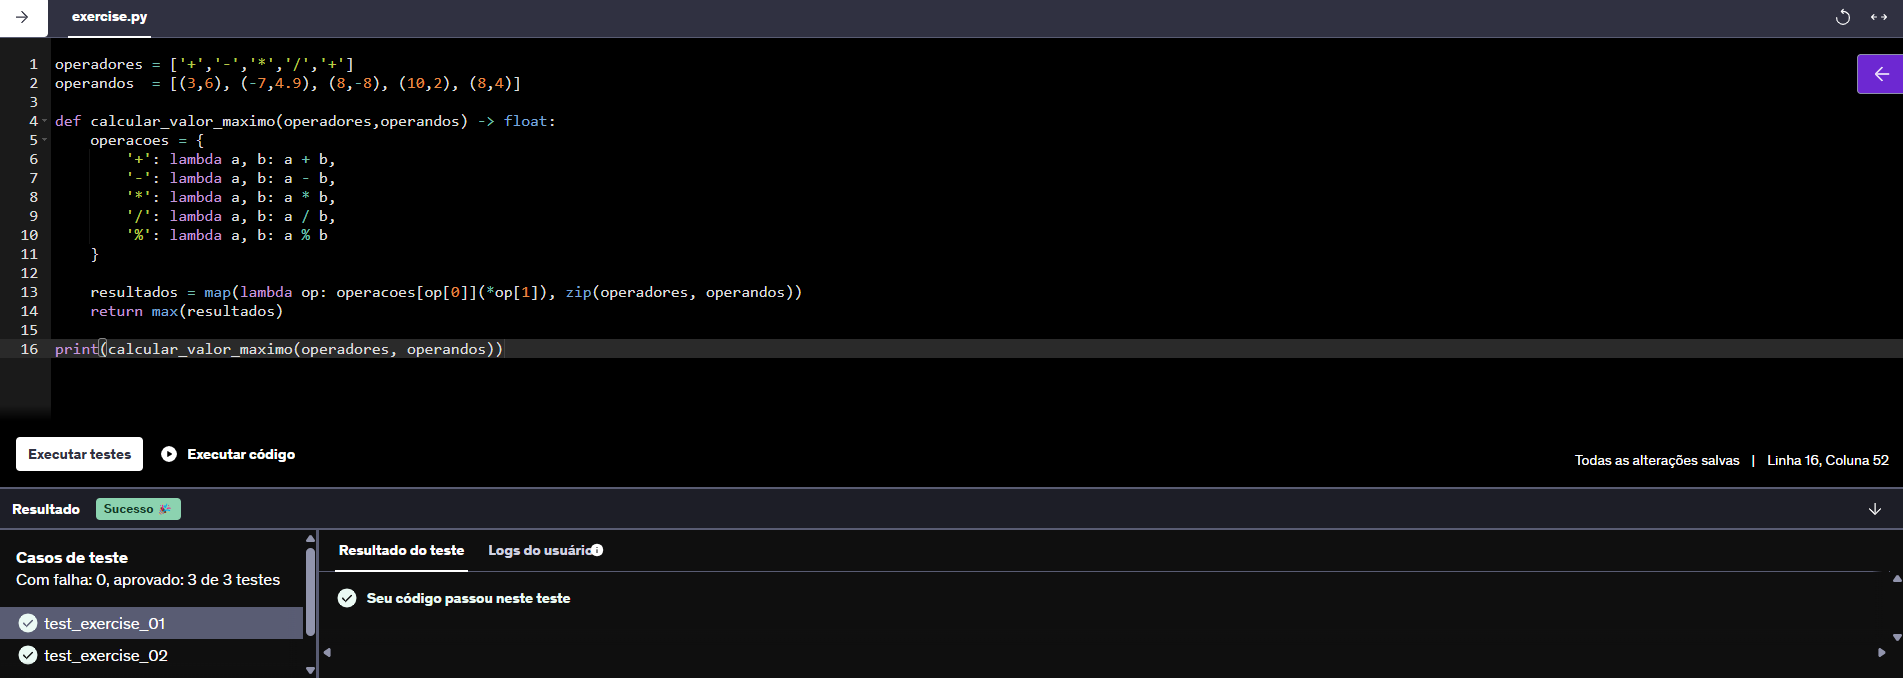 exercise.py
1 operadores = ['+','-','*','/','+']
2 operandos  = [(3,6), (-7,4.9), (8,-8), (10,2), (8,4)]
3
4 def calcular_valor_maximo(operadores,operandos) -> float:
5     operacoes = {
6         '+': lambda a, b: a + b,
7         '-': lambda a, b: a - b,
8         '*': lambda a, b: a * b,
9         '/': lambda a, b: a / b,
10         '%': lambda a, b: a % b
11     }
12
13     resultados = map(lambda op: operacoes[op[0]](*op[1]), zip(operadores, operandos))
14     return max(resultados)
15
16 print(calcular_valor_maximo(operadores, operandos))
Executar testes Executar código
Todas as alterações salvas | Linha 16, Coluna 52
Resultado Sucesso 🎉
Casos de teste
Com falha: 0, aprovado: 3 de 3 testes
test_exercise_01
test_exercise_02
Resultado do teste Logs do usuário
Seu código passou neste teste